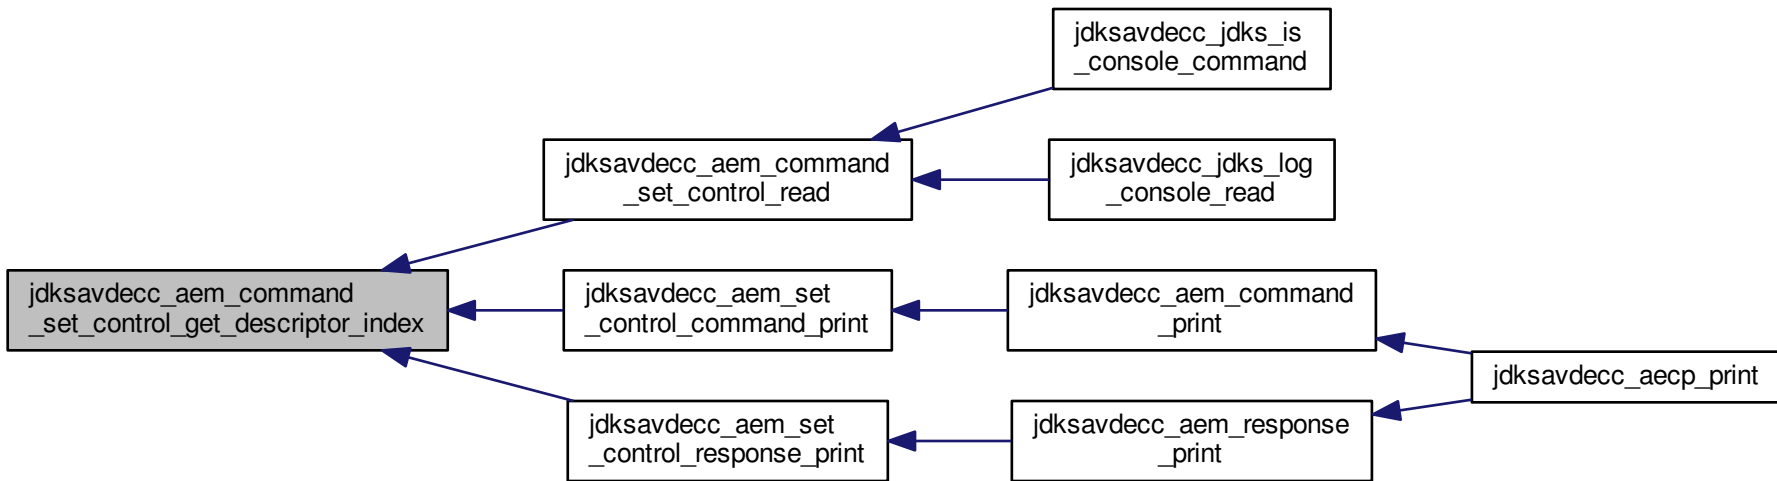 jdksavdecc_jdks_is
_console_command
jdksavdecc_aem_command
_set_control_read
jdksavdecc_jdks_log
_console_read
jdksavdecc_aem_command
_set_control_get_descriptor_index
jdksavdecc_aem_set
_control_command_print
jdksavdecc_aem_command
_print
jdksavdecc_aecp_print
jdksavdecc_aem_set
_control_response_print
jdksavdecc_aem_response
_print